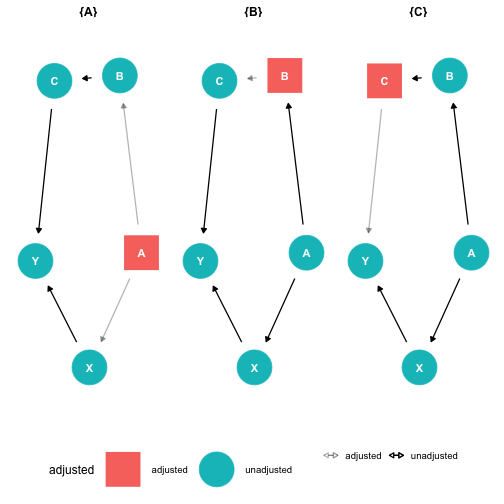 {A} {B} {C}
C B C B C B
Y A Y A Y A
X X X
adjusted adjusted unadjusted adjusted unadjusted